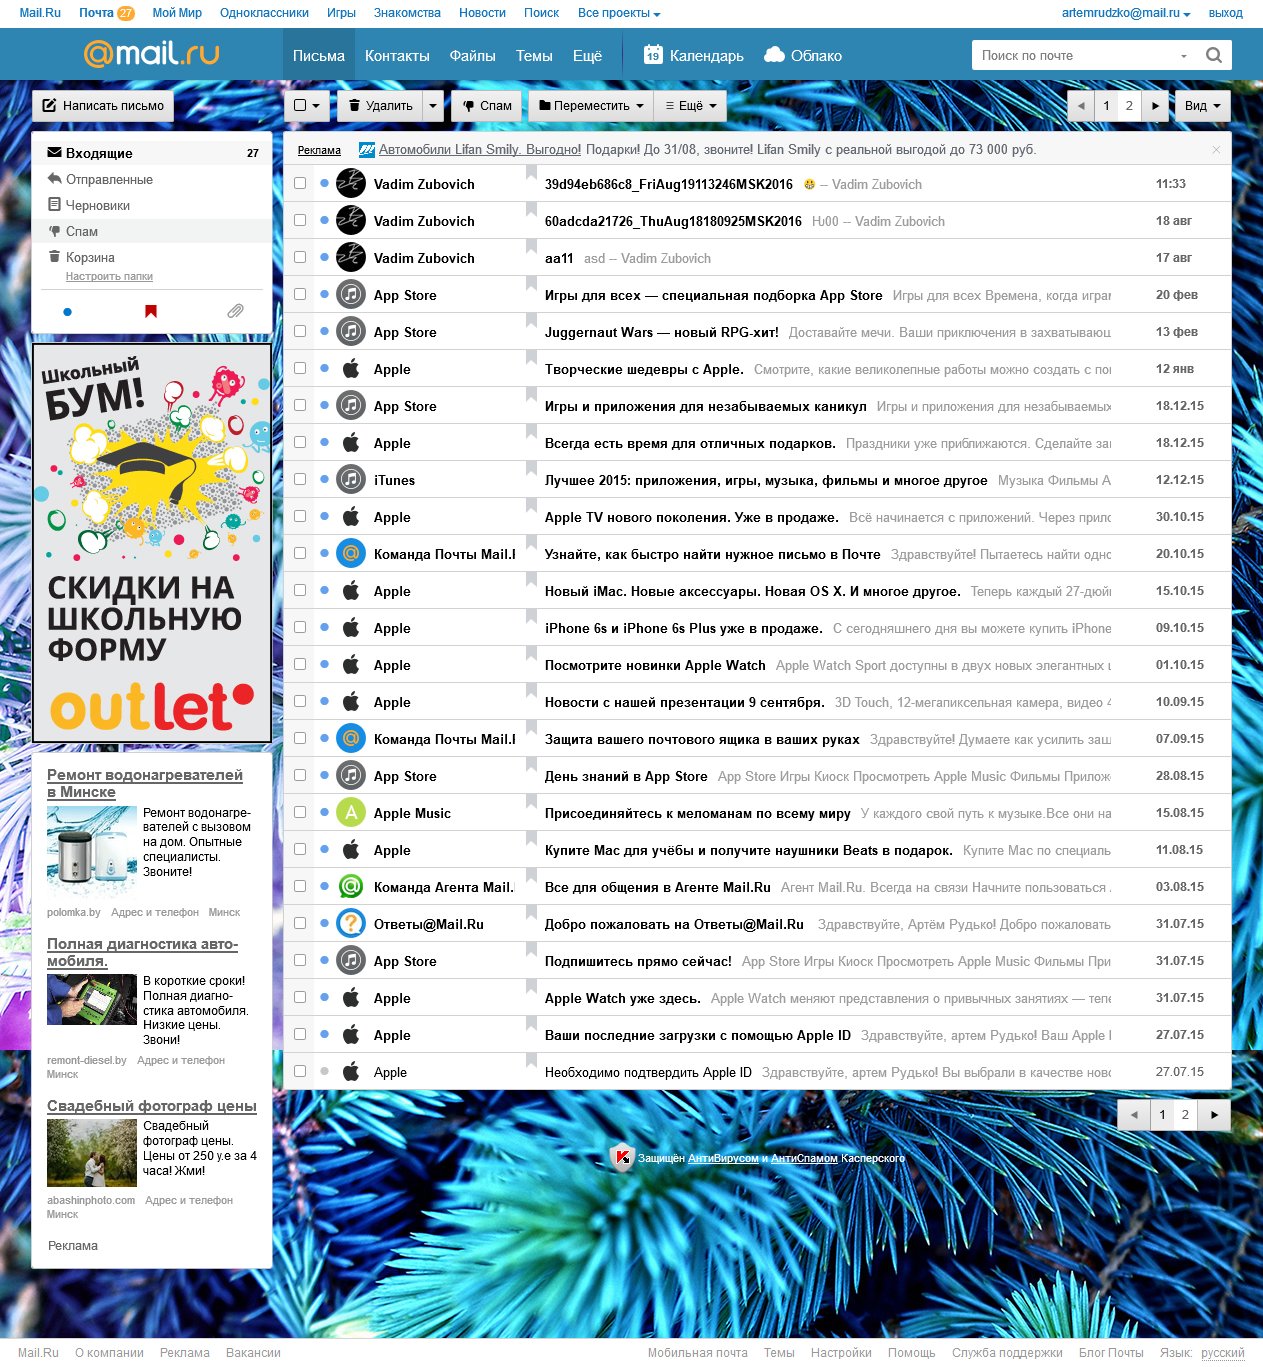 Mail.Ru Почта 27 Мой Мир Одноклассники Игры Знакомства Новости Поиск Все проекты artemrudzko@mail.ru выход
@mail.ru Письма Контакты Файлы Темы Ещё 19 Календарь Облако Поиск по почте
Написать письмо Удалить Спам Переместить Ещё 1 2 Вид
Входящие 27
Отправленные
Черновики
Спам
Корзина
Настроить папки
Школьный
БУМ!
СКИДКИ НА
ШКОЛЬНУЮ
ФОРМУ
outlet
Ремонт водонагревателей
в Минске
Ремонт водонагре-
вателей с вызовом
на дом. Опытные
специалисты.
Звоните!
polomka.by Адрес и телефон Минск
Полная диагностика авто-
мобиля.
В короткие сроки!
Полная диагно-
стика автомобиля.
Низкие цены.
Звони!
remont-diesel.by Адрес и телефон
Минск
Свадебный фотограф цены
Свадебный
фотограф цены.
Цены от 250 у.е за 4
часа! Жми!
abashinphoto.com Адрес и телефон
Минск
Реклама
Реклама Автомобили Lifan Smily. Выгодно! Подарки! До 31/08, звоните! Lifan Smily с реальной выгодой до 73 000 руб.
Vadim Zubovich 39d94eb686c8_FriAug19113246MSK2016 -- Vadim Zubovich 11:33
Vadim Zubovich 60adcda21726_ThuAug18180925MSK2016 Ƕ00 -- Vadim Zubovich 18 авг
Vadim Zubovich aa11 asd -- Vadim Zubovich 17 авг
App Store Игры для всех — специальная подборка App Store Игры для всех Времена, когда играм 20 фев
App Store Juggernaut Wars — новый RPG-хит! Доставайте мечи. Ваши приключения в захватывающ 13 фев
Apple Творческие шедевры с Apple. Смотрите, какие великолепные работы можно создать с пом 12 янв
App Store Игры и приложения для незабываемых каникул Игры и приложения для незабываемых 18.12.15
Apple Всегда есть время для отличных подарков. Праздники уже приближаются. Сделайте зак 18.12.15
iTunes Лучшее 2015: приложения, игры, музыка, фильмы и многое другое Музыка Фильмы A 12.12.15
Apple Apple TV нового поколения. Уже в продаже. Всё начинается с приложений. Через прило 30.10.15
Команда Почты Mail.R Узнайте, как быстро найти нужное письмо в Почте Здравствуйте! Пытаетесь найти одно 20.10.15
Apple Новый iMac. Новые аксессуары. Новая OS X. И многое другое. Теперь каждый 27-дюйм 15.10.15
Apple iPhone 6s и iPhone 6s Plus уже в продаже. С сегодняшнего дня вы можете купить iPhone 09.10.15
Apple Посмотрите новинки Apple Watch Apple Watch Sport доступны в двух новых элегантных 01.10.15
Apple Новости с нашей презентации 9 сентября. 3D Touch, 12-мегапиксельная камера, видео 4 10.09.15
Команда Почты Mail.R Защита вашего почтового ящика в ваших руках Здравствуйте! Думаете как усилить защ 07.09.15
App Store День знаний в App Store App Store Игры Киоск Просмотреть Apple Music Фильмы Прилож 28.08.15
A Apple Music Присоединяйтесь к меломанам по всему миру У каждого свой путь к музыке.Все они на 15.08.15
Apple Купите Mac для учёбы и получите наушники Beats в подарок. Купите Mac по специаль 11.08.15
Команда Агента Mail. Все для общения в Агенте Mail.Ru Агент Mail.Ru. Всегда на связи Начните пользоваться 03.08.15
Ответы@Mail.Ru Добро пожаловать на Ответы@Mail.Ru Здравствуйте, Артём Рудько! Добро пожаловать 31.07.15
App Store Подпишитесь прямо сейчас! App Store Игры Киоск Просмотреть Apple Music Фильмы При 31.07.15
Apple Apple Watch уже здесь. Apple Watch меняют представления о привычных занятиях — тепе 31.07.15
Apple Ваши последние загрузки с помощью Apple ID Здравствуйте, артем Рудько! Ваш Apple I 27.07.15
Apple Необходимо подтвердить Apple ID Здравствуйте, артем Рудько! Вы выбрали в качестве ново 27.07.15
1 2
Защищён АнтиВирусом и АнтиСпамом Касперского
Mail.Ru О компании Реклама Вакансии Мобильная почта Темы Настройки Помощь Служба поддержки Блог Почты Язык: русский